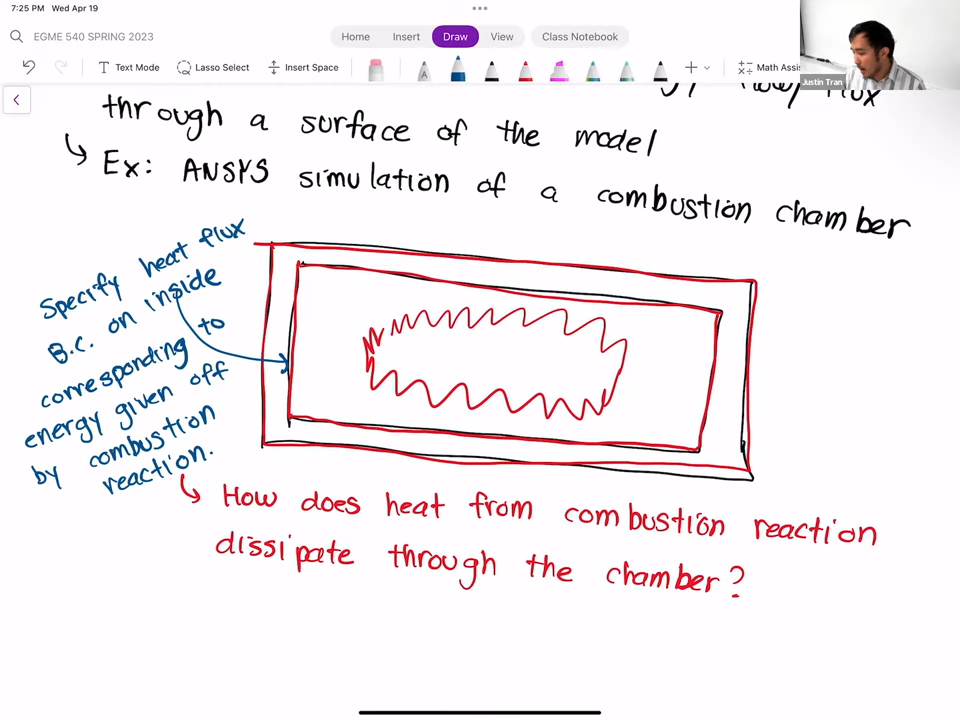 7:25 PM Wed Apr 19
EGME 540 SPRING 2023
Home Insert Draw View Class Notebook
Text Mode Lasso Select Insert Space Math Assis
Justin Tran
flux
through a surface of the model
Ex: ANSYS simulation of a combustion chamber
Specify heat flux
B.C. on inside
corresponding to
energy given off
by combustion
reaction.
How does heat from combustion reaction
dissipate through the chamber?